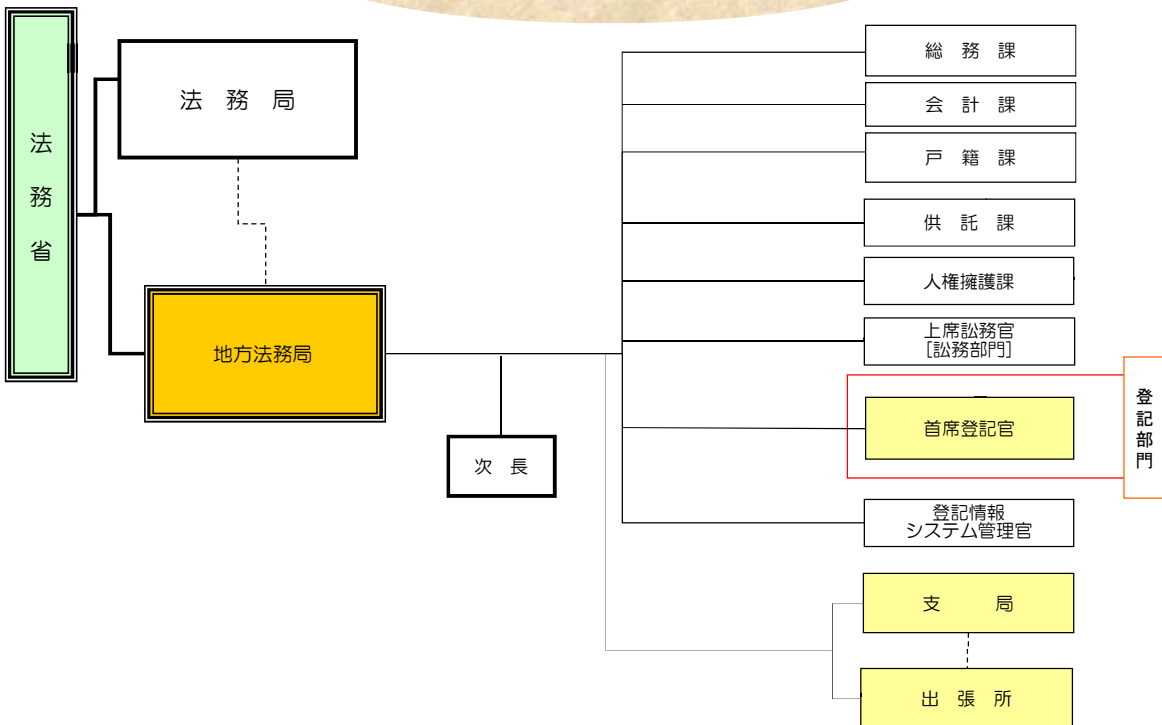 法務省
法　務　局
地方法務局
次　長
総　務　課
会　計　課
戸　籍　課
供　託　課
人権擁護課
上席訟務官
[訟務部門]
首席登記官
登記部門
登記情報
システム管理官
支　　　局
出　張　所